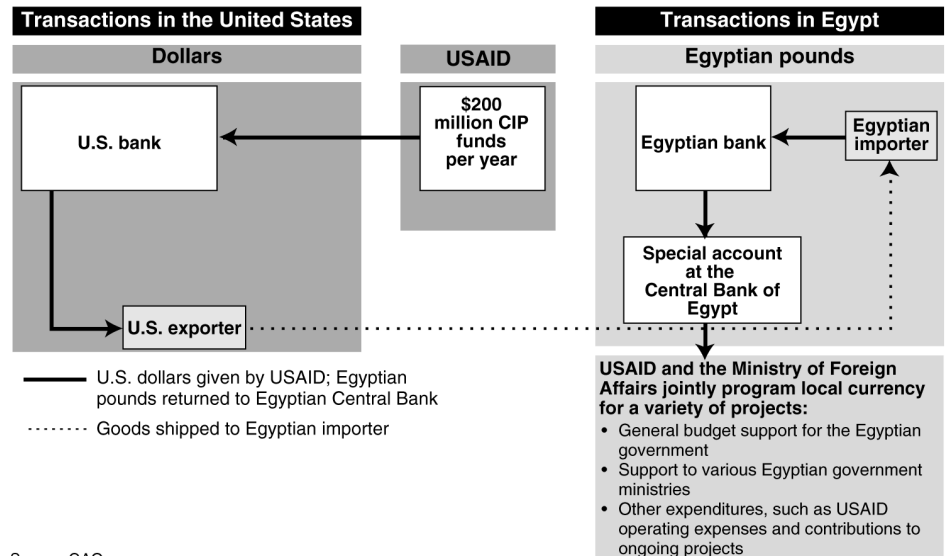 Transactions in the United States
Transactions in Egypt
Dollars
USAID
Egyptian pounds
U.S. bank
$200
million CIP
funds
per year
Egyptian bank
Egyptian
importer
Special account
at the
Central Bank of
Egypt
U.S. exporter
U.S. dollars given by USAID; Egyptian
pounds returned to Egyptian Central Bank
Goods shipped to Egyptian importer
USAID and the Ministry of Foreign
Affairs jointly program local currency
for a variety of projects:
• General budget support for the Egyptian
government
• Support to various Egyptian government
ministries
• Other expenditures, such as USAID
operating expenses and contributions to
ongoing projects